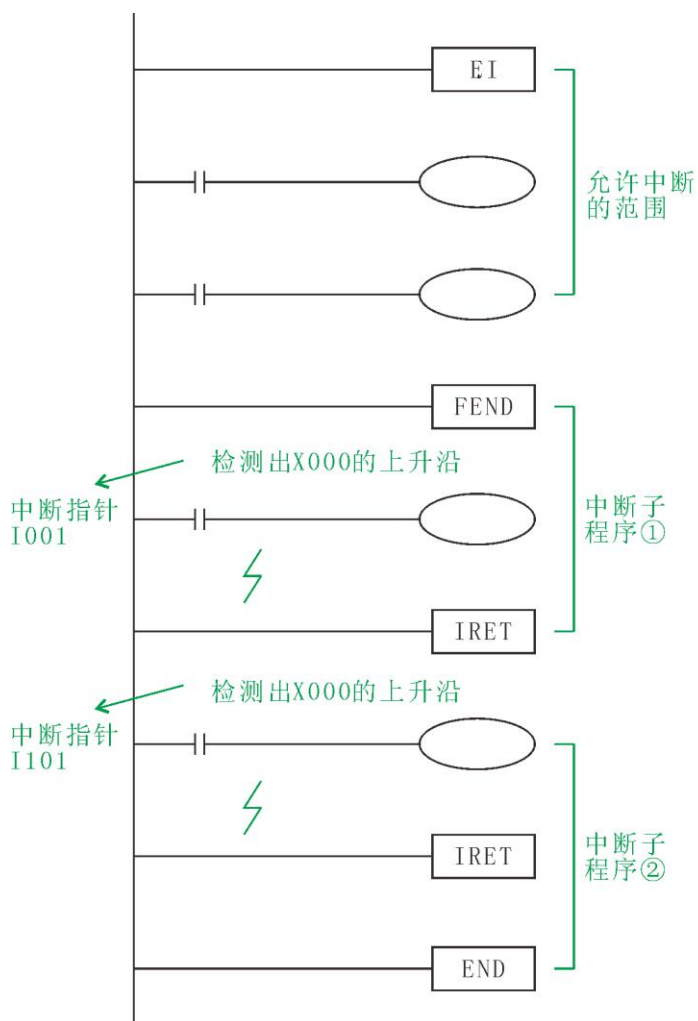 EI
允许中断
的范围
FEND
检测出X000的上升沿
中断指针
I001
中断子
程序①
IRET
检测出X000的上升沿
中断指针
I101
IRET
中断子
程序②
END